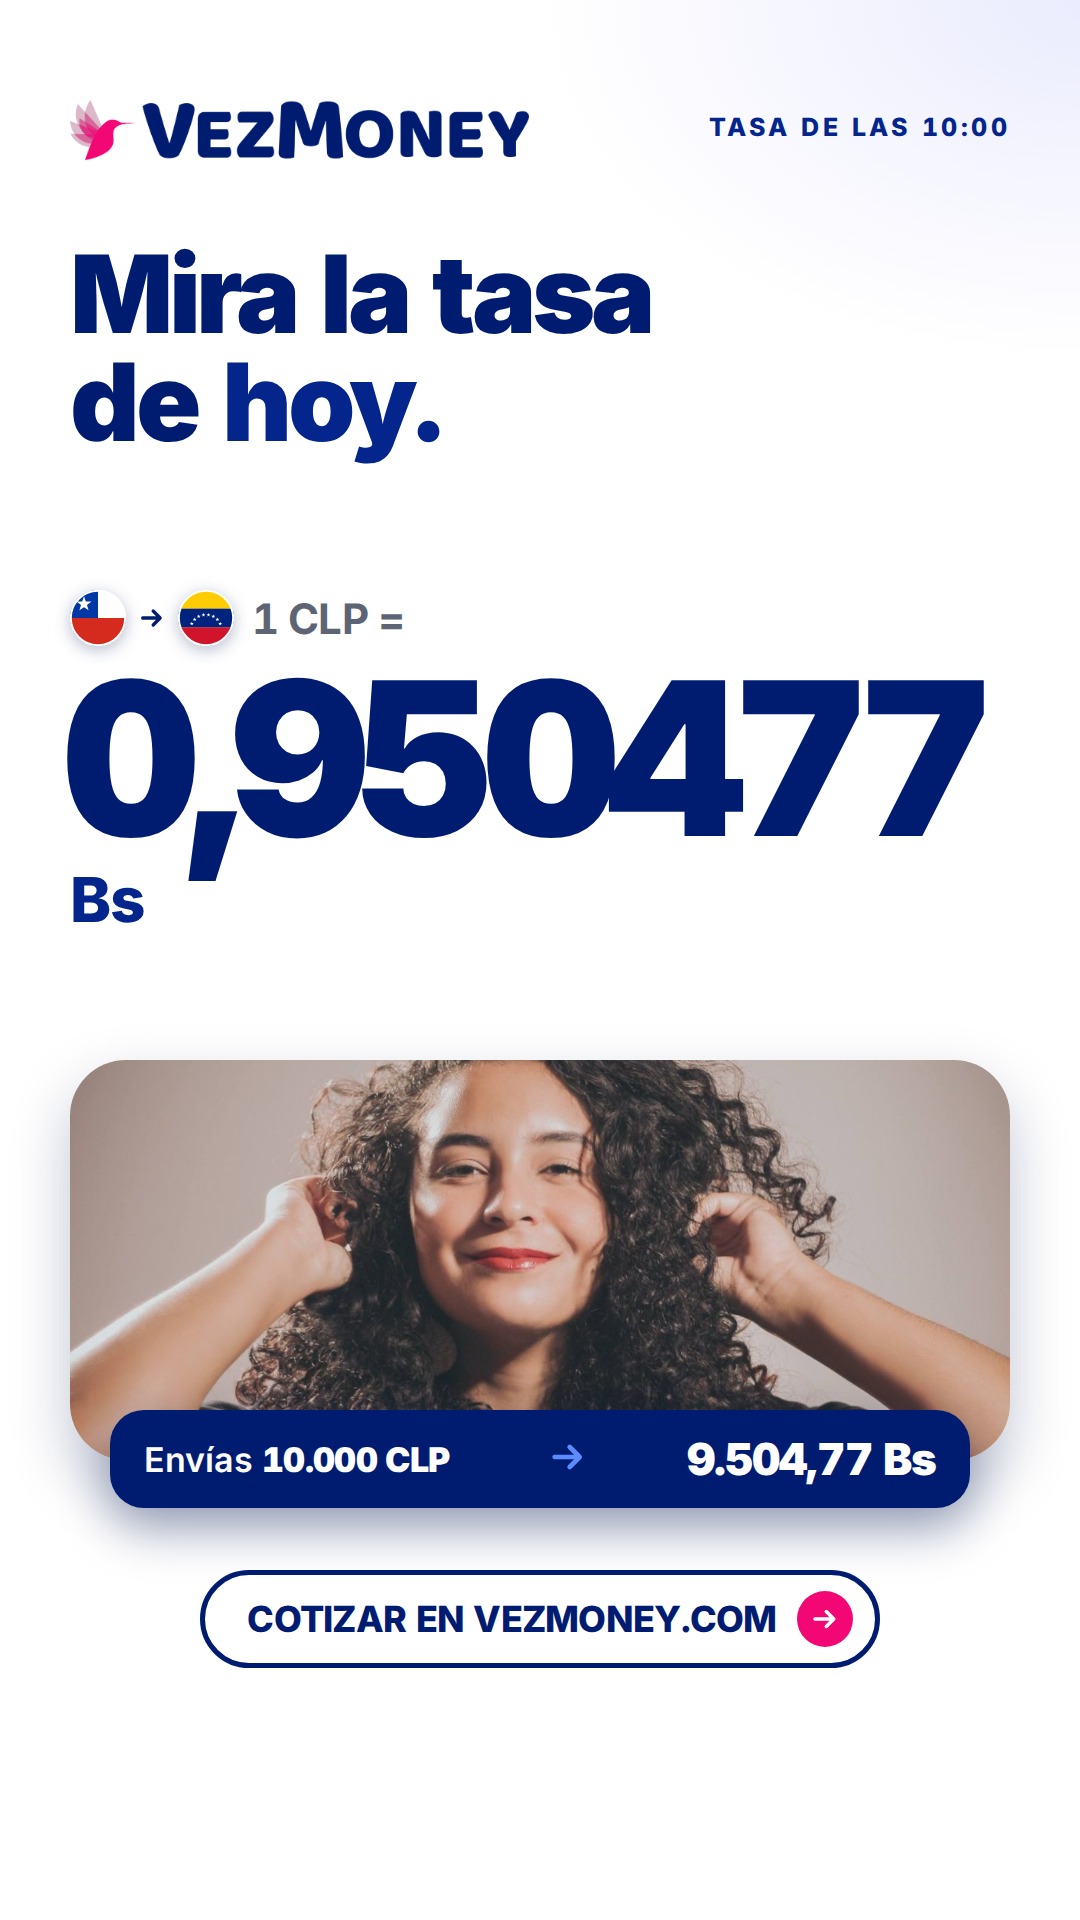 VEZMONEY
TASA DE LAS 10:00
Mira la tasa
de hoy.
1 CLP =
0,950477
Bs
Envías 10.000 CLP → 9.504,77 Bs
COTIZAR EN VEZMONEY.COM